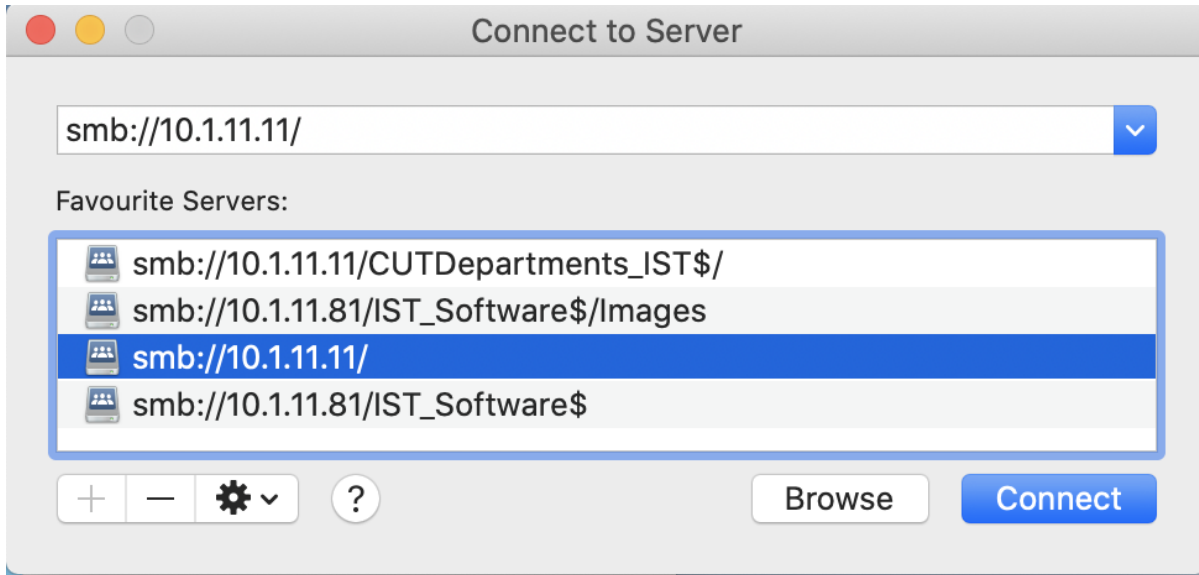 Connect to Server
smb://10.1.11.11/
Favourite Servers:
smb://10.1.11.11/CUTDepartments_IST$/
smb://10.1.11.81/IST_Software$/Images
smb://10.1.11.11/
smb://10.1.11.81/IST_Software$
+ − ? Browse Connect